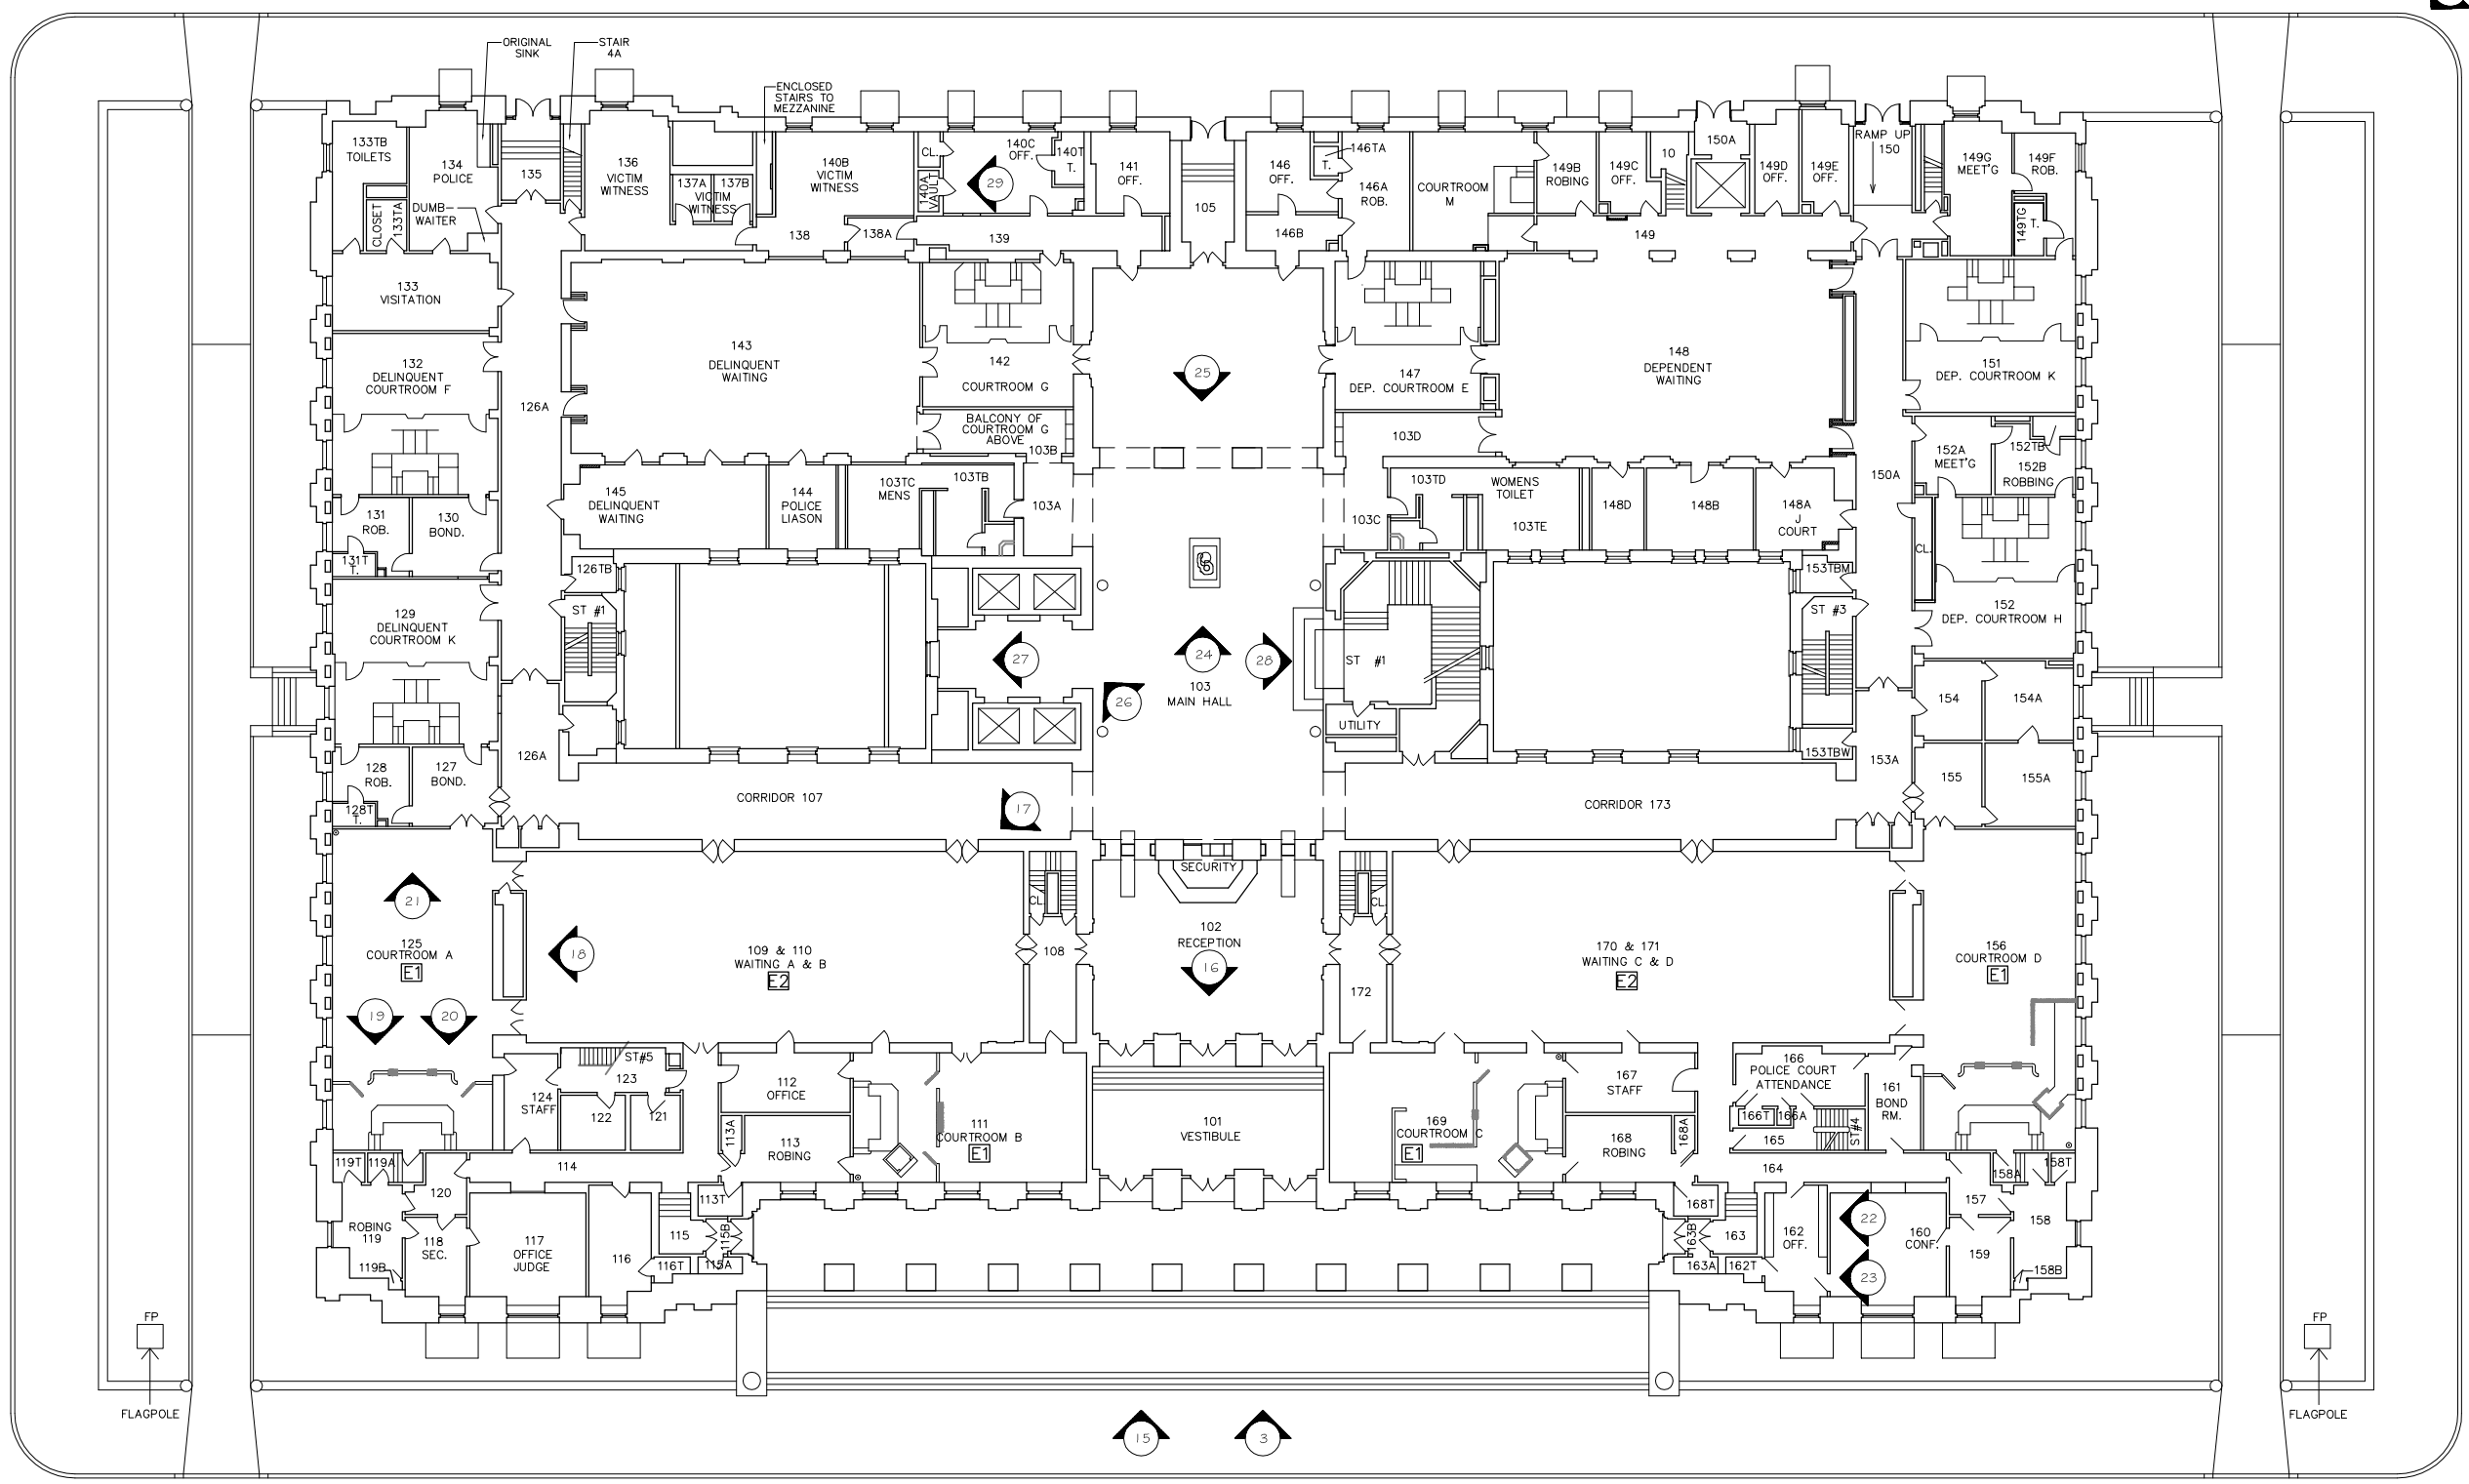 ORIGINAL
SINK
STAIR
4A
ENCLOSED
STAIRS TO
MEZZANINE
133TB
TOILETS
134
POLICE
135
136
VICTIM
WITNESS
137A
137B
VICTIM
WITNESS
140B
VICTIM
WITNESS
CL.
140A
VAULT
140C
OFF.
29
140T
T.
141
OFF.
105
146
OFF.
146TA
T.
146A
ROB.
COURTROOM
M
149B
ROBING
149C
OFF.
10
150A
149D
OFF.
149E
OFF.
RAMP UP
150
149G
MEET'G
149F
ROB.
149TG
T.
CLOSET
133TA
DUMB-
WAITER
138
138A
139
146B
149
133
VISITATION
132
DELINQUENT
COURTROOM F
126A
143
DELINQUENT
WAITING
142
COURTROOM G
BALCONY OF
COURTROOM G
ABOVE
103B
25
147
DEP. COURTROOM E
103D
148
DEPENDENT
WAITING
151
DEP. COURTROOM K
152A
MEET'G
152TB
152B
ROBBING
150A
131
ROB.
130
BOND.
131T
T.
145
DELINQUENT
WAITING
144
POLICE
LIASON
103TC
MENS
103TB
103A
103C
103TD
WOMENS
TOILET
103TE
148D
148B
148A
J
COURT
CL.
126TB
153TBM
129
DELINQUENT
COURTROOM K
ST #1
27
24
28
103
MAIN HALL
26
ST #1
UTILITY
ST #3
152
DEP. COURTROOM H
154
154A
153TBW
153A
155
155A
128
ROB.
127
BOND.
128T
T.
126A
CORRIDOR 107
17
CORRIDOR 173
SECURITY
21
CL.
CL.
125
COURTROOM A
E1
18
109 & 110
WAITING A & B
E2
108
102
RECEPTION
16
172
170 & 171
WAITING C & D
E2
156
COURTROOM D
E1
19
20
ST#5
123
124
STAFF
122
121
112
OFFICE
113A
113
ROBING
111
COURTROOM B
E1
101
VESTIBULE
169
COURTROOM C
E1
167
STAFF
168
ROBING
168A
166
POLICE COURT
ATTENDANCE
166T
166A
ST#4
165
161
BOND
RM.
119T
119A
114
164
158A
158T
120
113T
168T
157
ROBING
119
118
SEC.
117
OFFICE
JUDGE
116
115
115B
163B
163
162
OFF.
22
160
CONF.
158
159
119B
116T
115A
163A
162T
23
158B
FP
FP
FLAGPOLE
FLAGPOLE
15
3